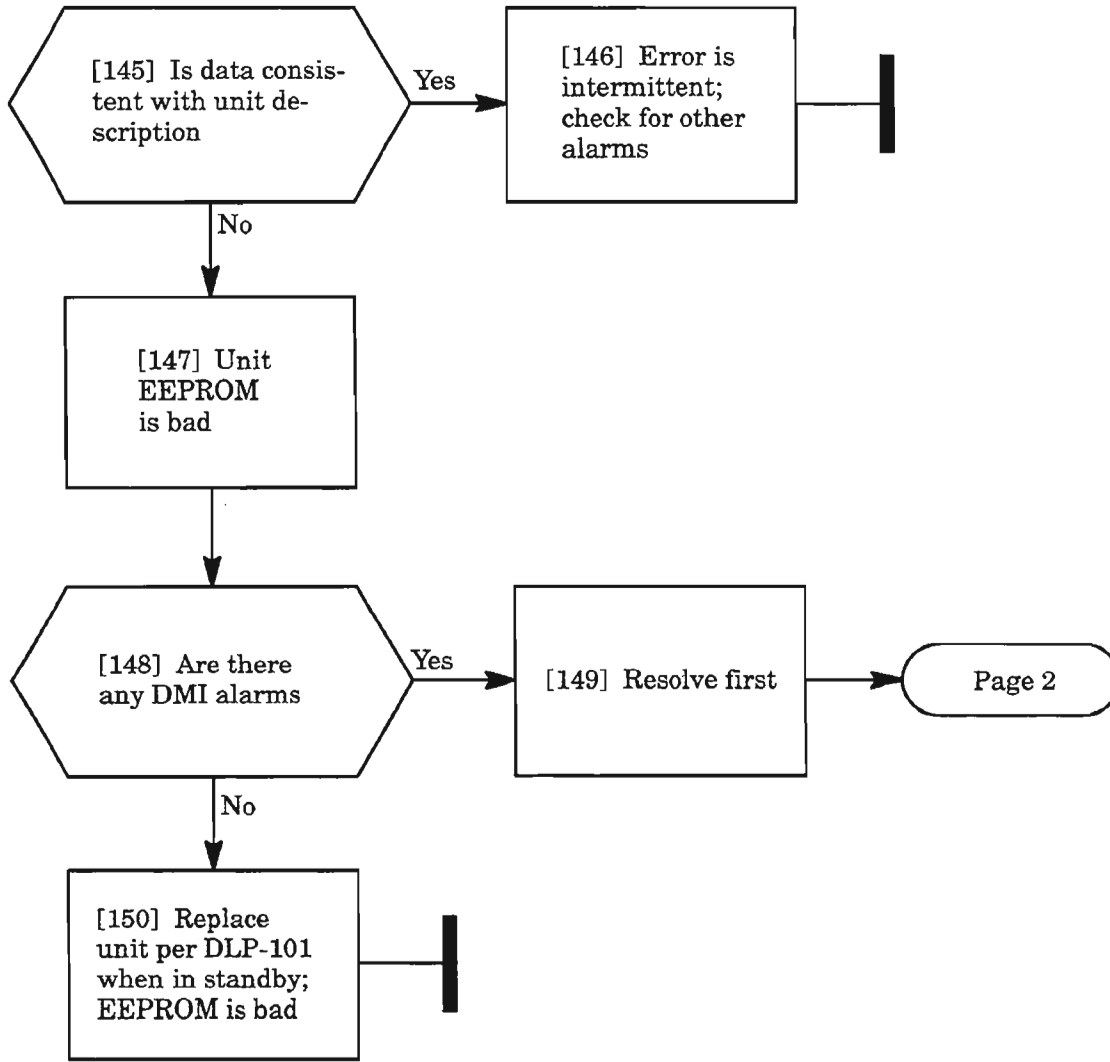 [145] Is data consis-
tent with unit de-
scription
Yes
[146] Error is
intermittent;
check for other
alarms
No
[147] Unit
EEPROM
is bad
[148] Are there
any DMI alarms
Yes
[149] Resolve first
Page 2
No
[150] Replace
unit per DLP-101
when in standby;
EEPROM is bad